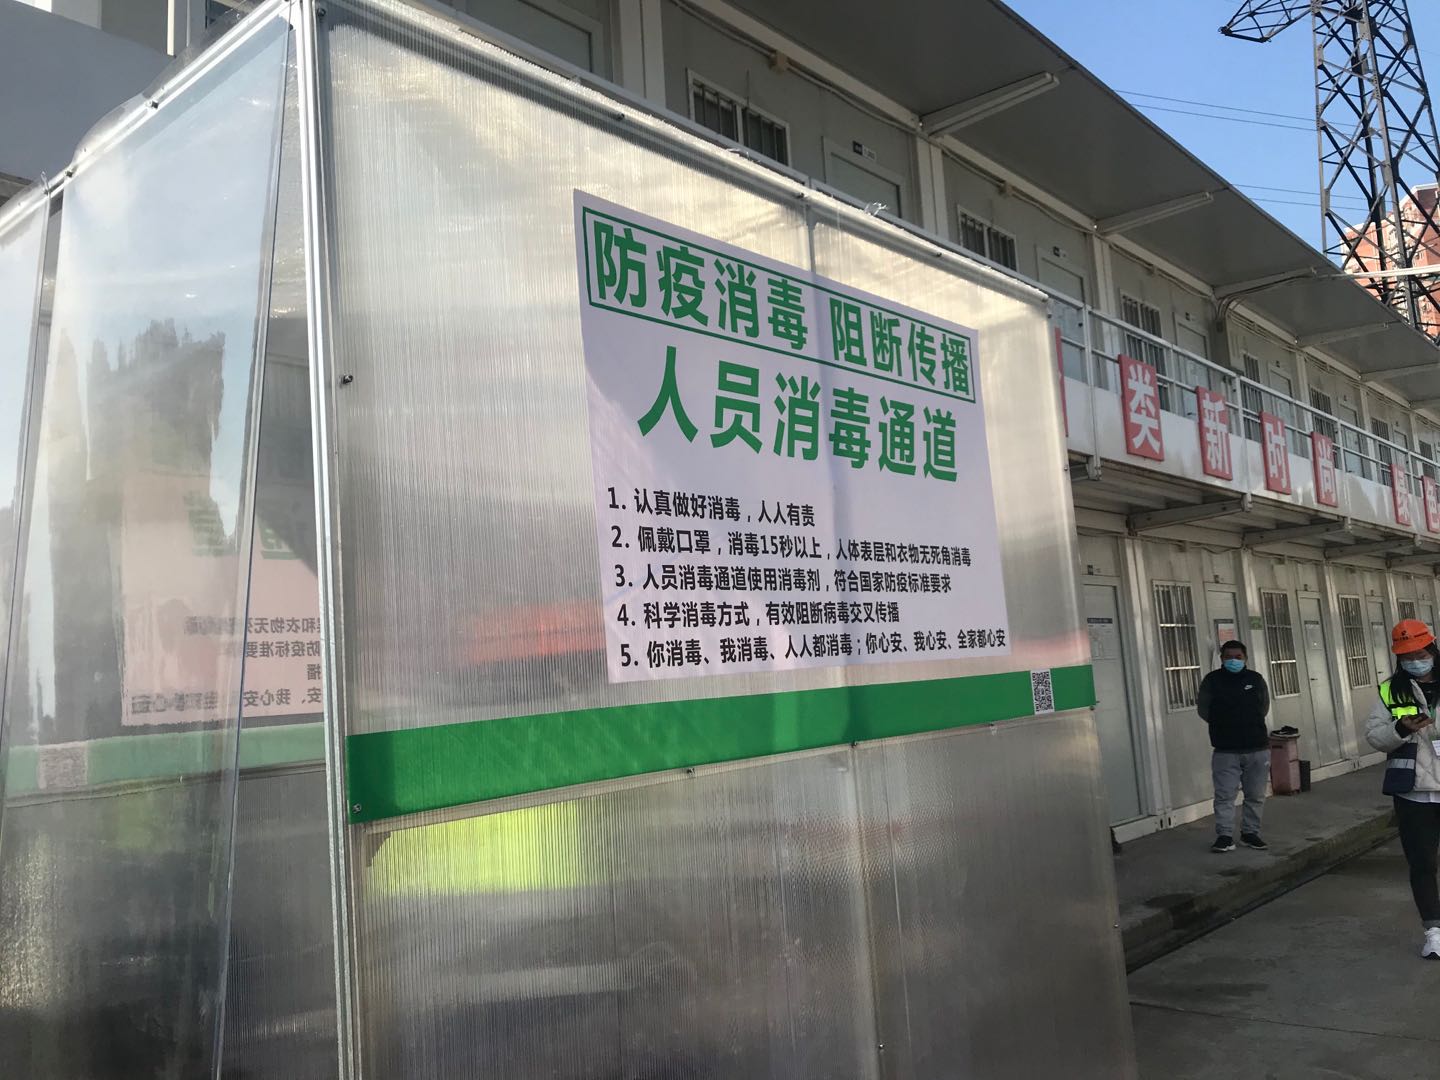 防疫消毒 阻断传播
人员消毒通道
1. 认真做好消毒，人人有责
2. 佩戴口罩，消毒15秒以上，人体表层和衣物无死角消毒
3. 人员消毒通道使用消毒剂，符合国家防疫标准要求
4. 科学消毒方式，有效阻断病毒交叉传播
5. 你消毒、我消毒、人人都消毒；你心安、我心安、全家都心安
类新时尚